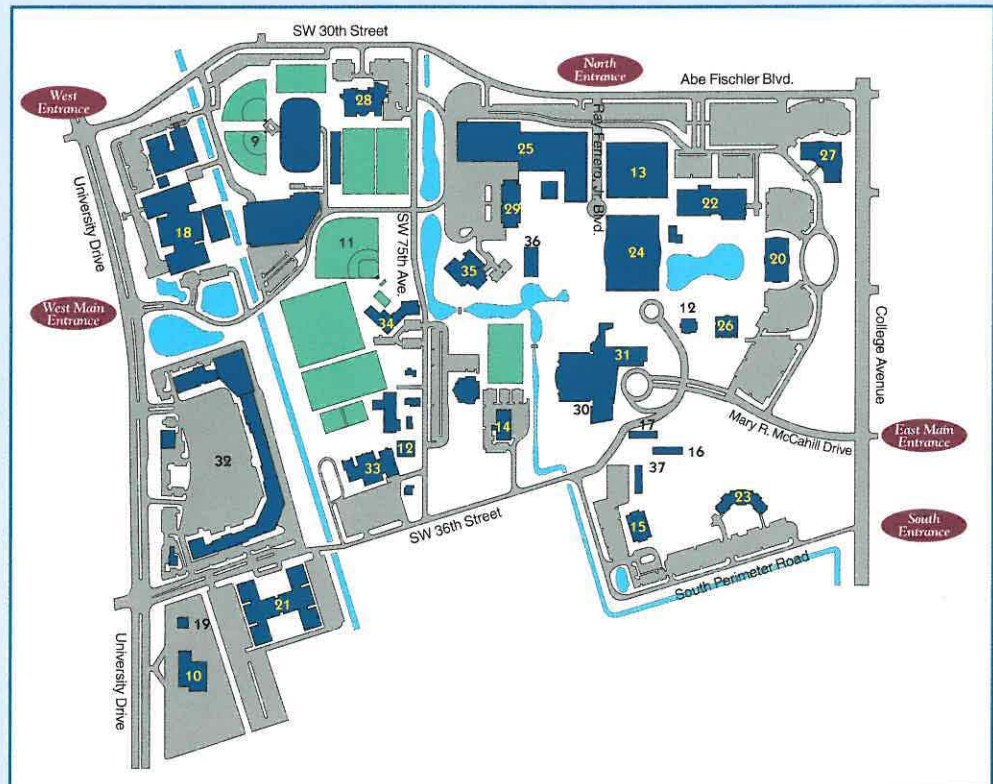 SW 30th Street
North
Entrance
Abe Fischler Blvd.
West
Entrance
28
9
25
Ray Ferrero Jr. Blvd.
13
27
University Drive
29
22
18
SW 75th Ave.
11
36
24
20
35
West Main
Entrance
34
12
26
College Avenue
31
30
14
17
Mary R. McCahill Drive
East Main
Entrance
32
12
16
33
37
23
SW 36th Street
15
South
Entrance
South Perimeter Road
21
19
University Drive
10